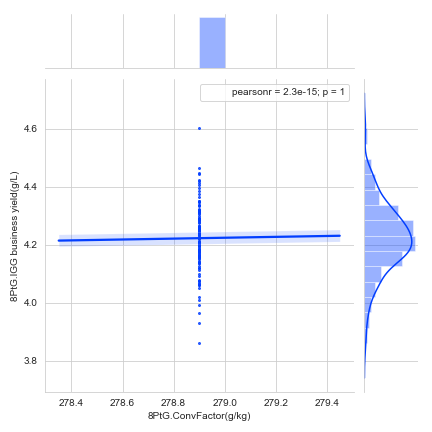 pearsonr = 2.3e-15; p = 1
4.6
4.4
4.2
4.0
3.8
8PtG.IGG business yield(g/L)
278.4 278.6 278.8 279.0 279.2 279.4
8PtG.ConvFactor(g/kg)